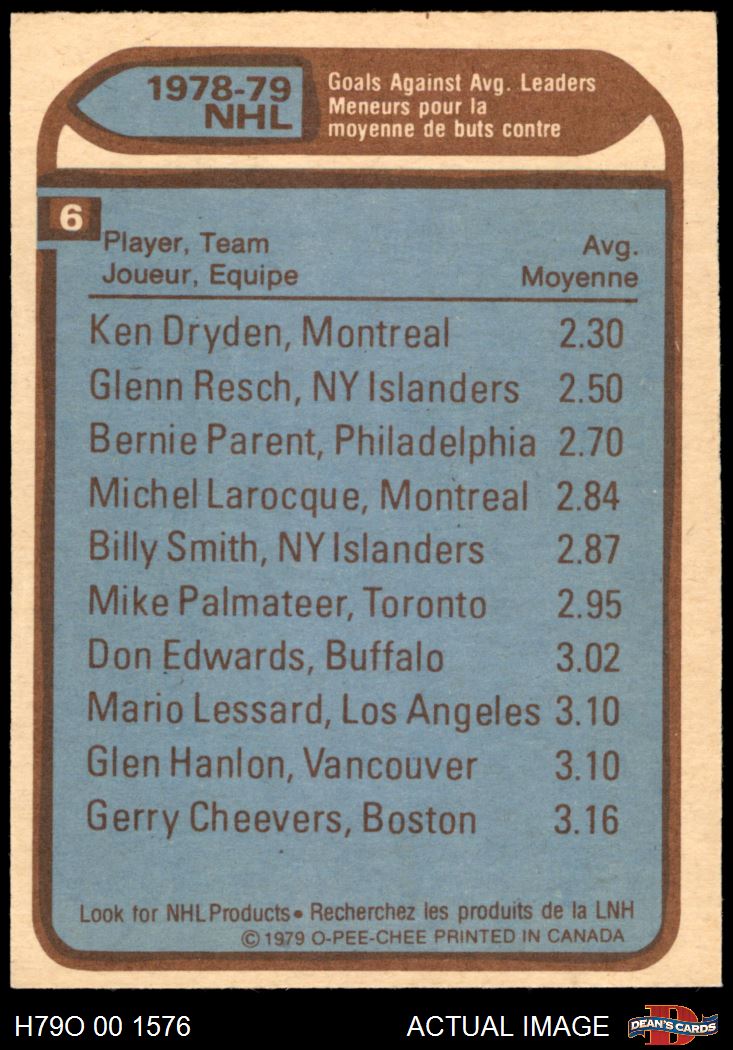 1978-79
NHL
Goals Against Avg. Leaders
Meneurs pour la
moyenne de buts contre
6
Player, Team Avg.
Joueur, Equipe Moyenne
Ken Dryden, Montreal 2.30
Glenn Resch, NY Islanders 2.50
Bernie Parent, Philadelphia 2.70
Michel Larocque, Montreal 2.84
Billy Smith, NY Islanders 2.87
Mike Palmateer, Toronto 2.95
Don Edwards, Buffalo 3.02
Mario Lessard, Los Angeles 3.10
Glen Hanlon, Vancouver 3.10
Gerry Cheevers, Boston 3.16
Look for NHL Products • Recherchez les produits de la LNH
© 1979 O-PEE-CHEE PRINTED IN CANADA
H79O 00 1576 ACTUAL IMAGE DEAN'S CARDS